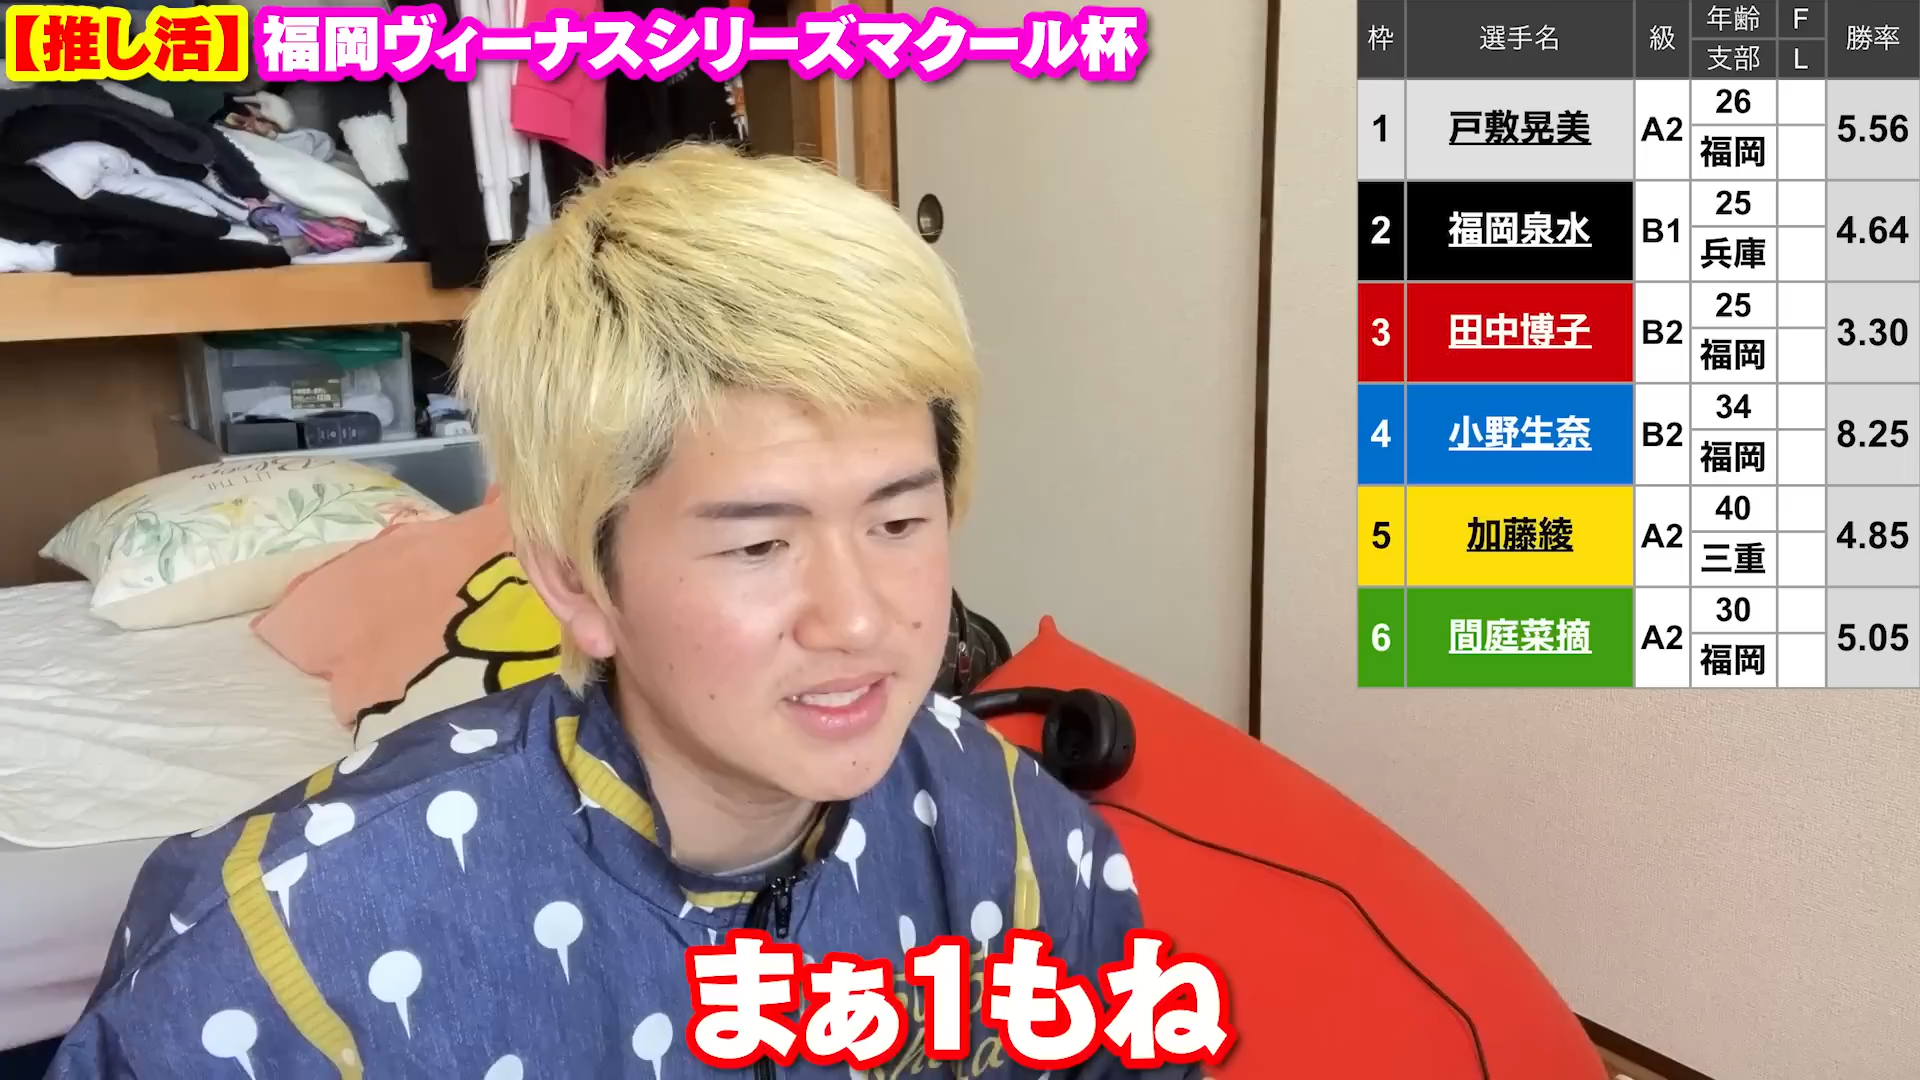 【推し活】福岡ヴィーナスシリーズマクール杯
枠 選手名 級 年齢 支部 F L 勝率
1 戸敷晃美 A2 26 福岡 5.56
2 福岡泉水 B1 25 兵庫 4.64
3 田中博子 B2 25 福岡 3.30
4 小野生奈 B2 34 福岡 8.25
5 加藤綾 A2 40 三重 4.85
6 間庭菜摘 A2 30 福岡 5.05
LET THE
まぁ1もね